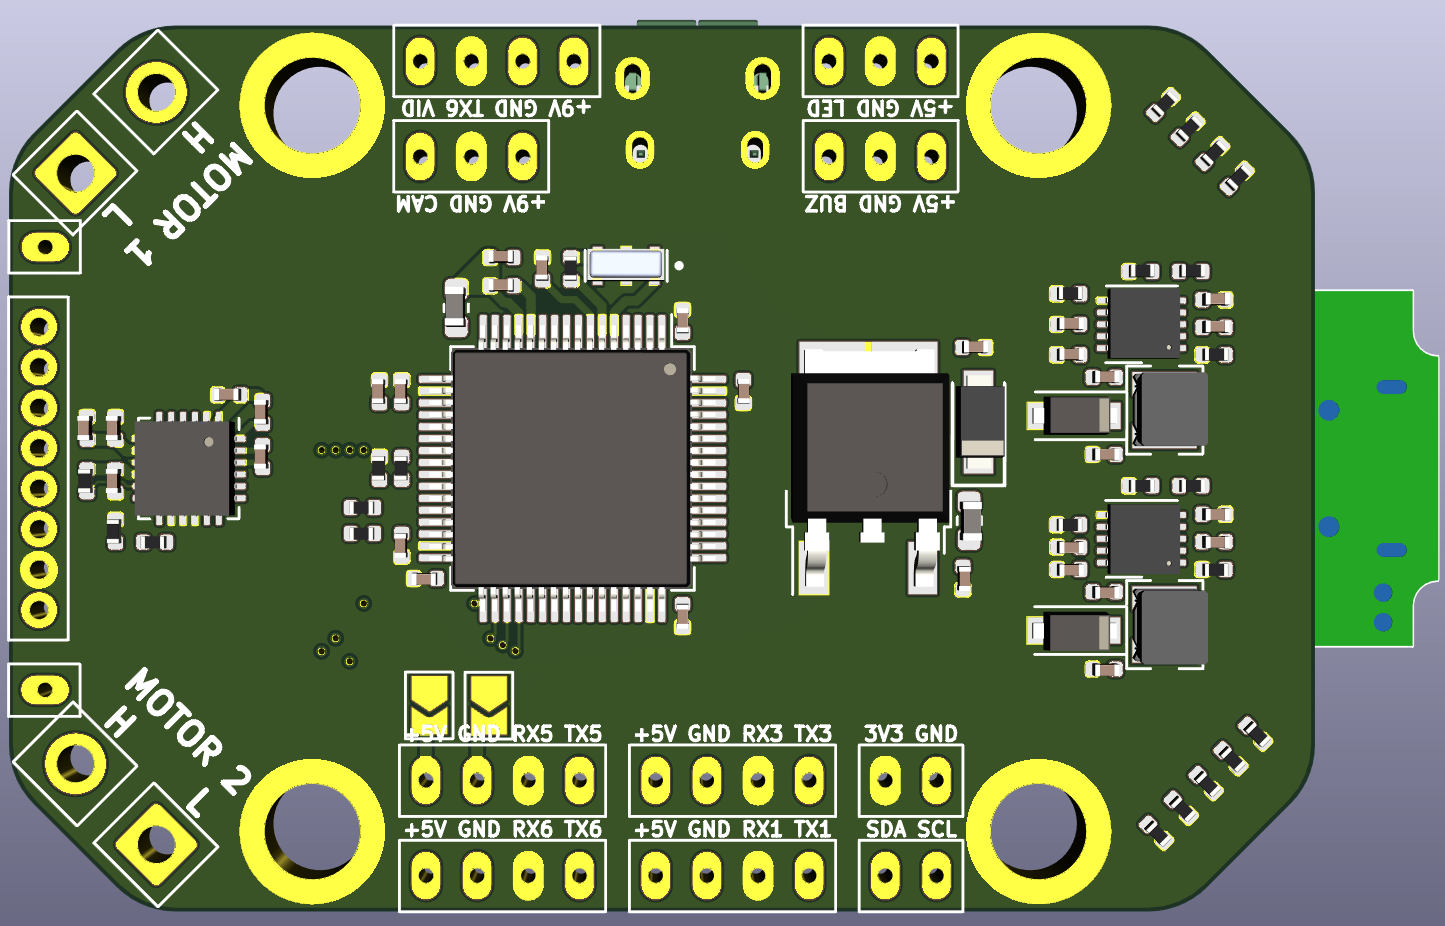 +9V GND TX6 VID
+5V GND LED
+9V GND CAM
+5V GND BUZ
H
MOTOR 1
L
MOTOR 2
H
L
+5V GND RX5 TX5
+5V GND RX3 TX3
3V3 GND
+5V GND RX6 TX6
+5V GND RX1 TX1
SDA SCL